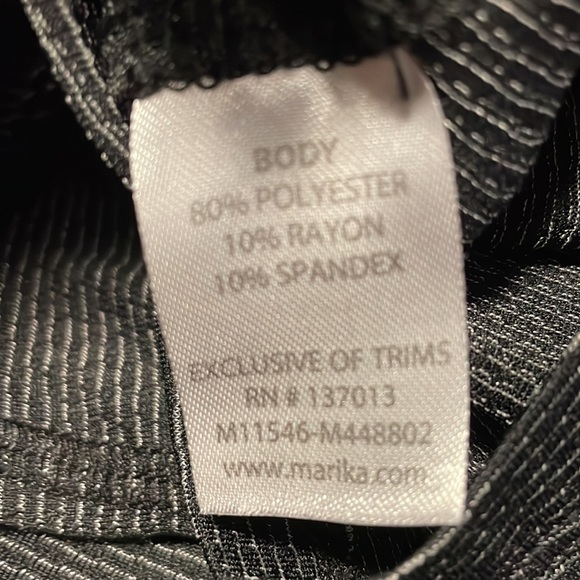 BODY
80% POLYESTER
10% RAYON
10% SPANDEX
EXCLUSIVE OF TRIMS
RN # 137013
M11546-M448802
www.marika.com